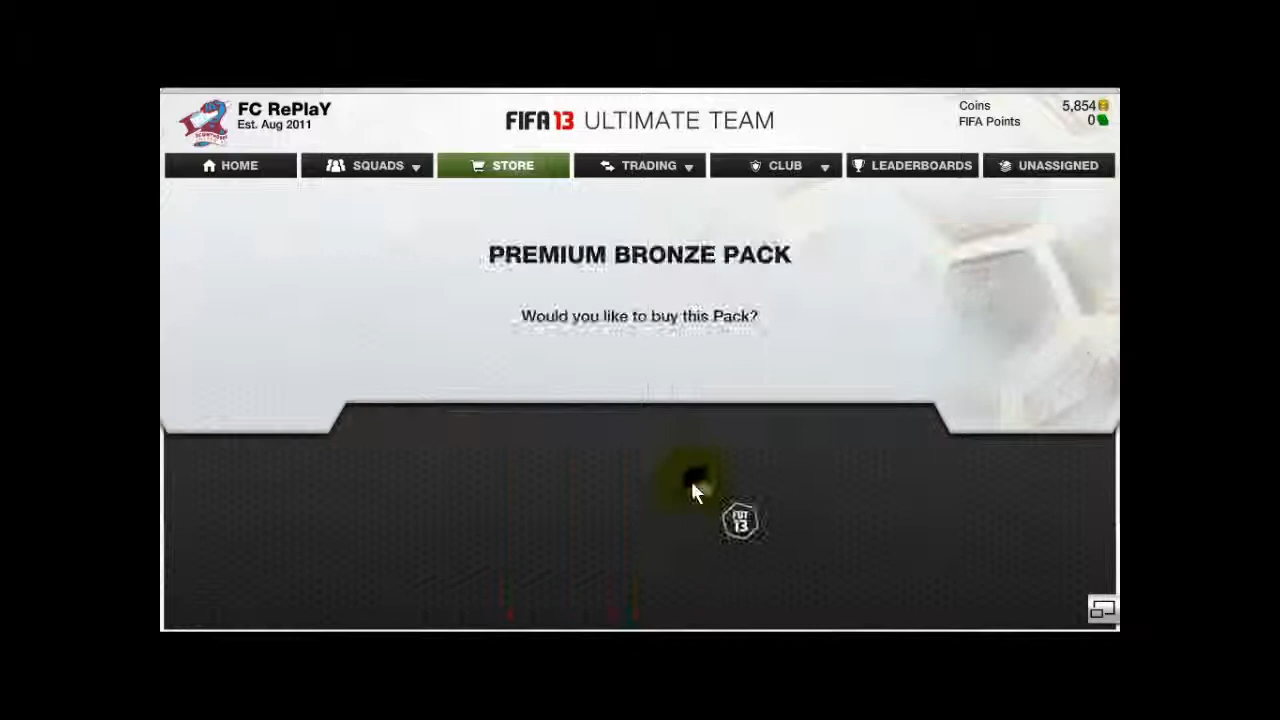 FC RePlaY
Est. Aug 2011
FIFA 13 ULTIMATE TEAM
Coins 5,854
FIFA Points 0
HOME SQUADS STORE TRADING CLUB LEADERBOARDS UNASSIGNED
PREMIUM BRONZE PACK
Would you like to buy this Pack?
FUT
13